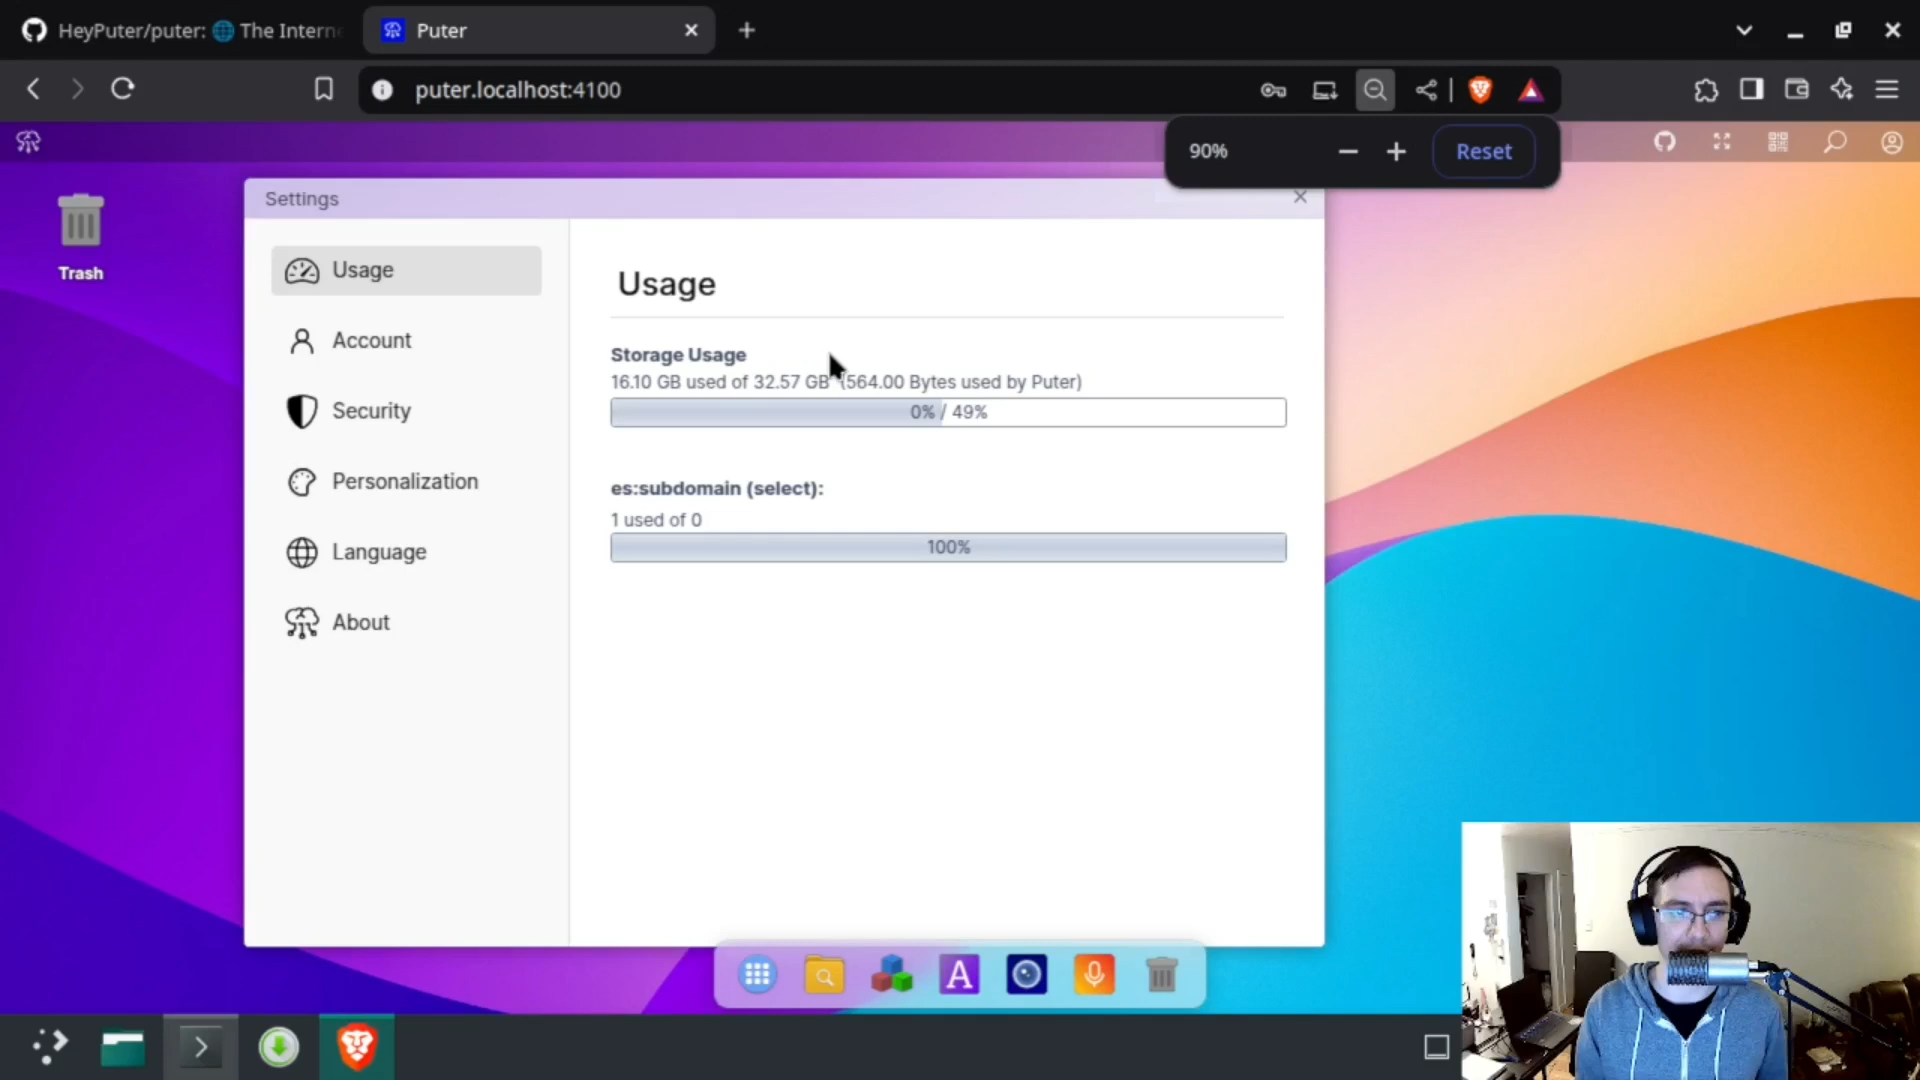 HeyPuter/puter: 🌐 The Intern
Puter
puter.localhost:4100
90%
Reset
Trash
Settings
Usage
Account
Security
Personalization
Language
About
Usage
Storage Usage
16.10 GB used of 32.57 GB (564.00 Bytes used by Puter)
0% / 49%
es:subdomain (select):
1 used of 0
100%